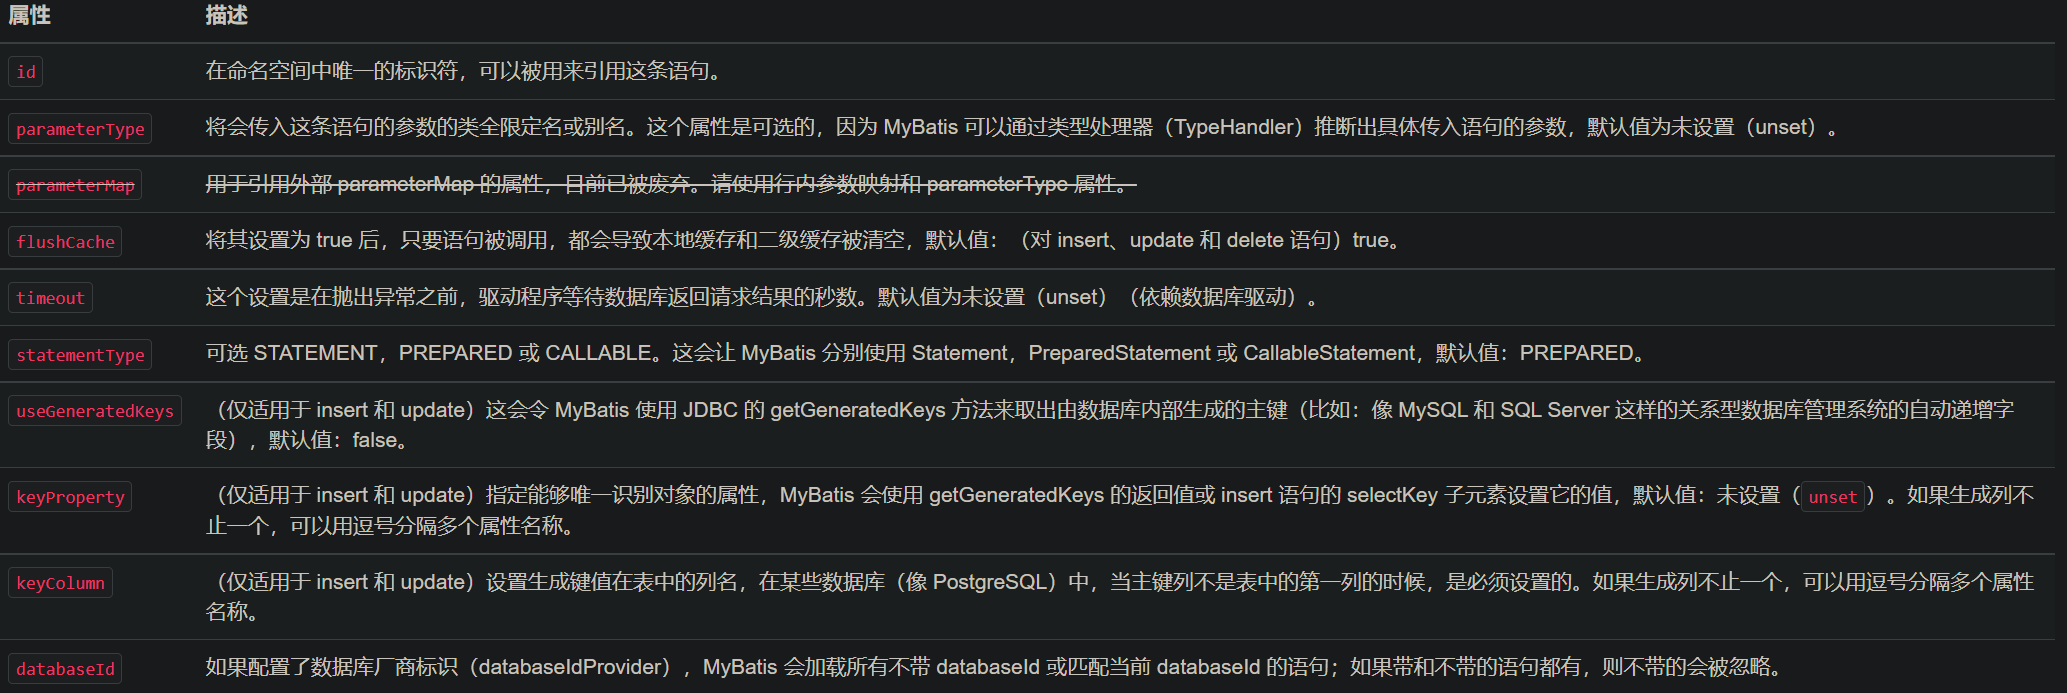 属性 描述
id 在命名空间中唯一的标识符，可以被用来引用这条语句。
parameterType 将会传入这条语句的参数的类全限定名或别名。这个属性是可选的，因为 MyBatis 可以通过类型处理器（TypeHandler）推断出具体传入语句的参数，默认值为未设置（unset）。
parameterMap 用于引用外部 parameterMap 的属性，目前已被废弃。请使用行内参数映射和 parameterType 属性。
flushCache 将其设置为 true 后，只要语句被调用，都会导致本地缓存和二级缓存被清空，默认值：（对 insert、update 和 delete 语句）true。
timeout 这个设置是在抛出异常之前，驱动程序等待数据库返回请求结果的秒数。默认值为未设置（unset）（依赖数据库驱动）。
statementType 可选 STATEMENT，PREPARED 或 CALLABLE。这会让 MyBatis 分别使用 Statement，PreparedStatement 或 CallableStatement，默认值：PREPARED。
useGeneratedKeys （仅适用于 insert 和 update）这会令 MyBatis 使用 JDBC 的 getGeneratedKeys 方法来取出由数据库内部生成的主键（比如：像 MySQL 和 SQL Server 这样的关系型数据库管理系统的自动递增字
段），默认值：false。
keyProperty （仅适用于 insert 和 update）指定能够唯一识别对象的属性，MyBatis 会使用 getGeneratedKeys 的返回值或 insert 语句的 selectKey 子元素设置它的值，默认值：未设置（unset）。如果生成列不
止一个，可以用逗号分隔多个属性名称。
keyColumn （仅适用于 insert 和 update）设置生成键值在表中的列名，在某些数据库（像 PostgreSQL）中，当主键列不是表中的第一列的时候，是必须设置的。如果生成列不止一个，可以用逗号分隔多个属性
名称。
databaseId 如果配置了数据库厂商标识（databaseIdProvider），MyBatis 会加载所有不带 databaseId 或匹配当前 databaseId 的语句；如果带和不带的语句都有，则不带的会被忽略。